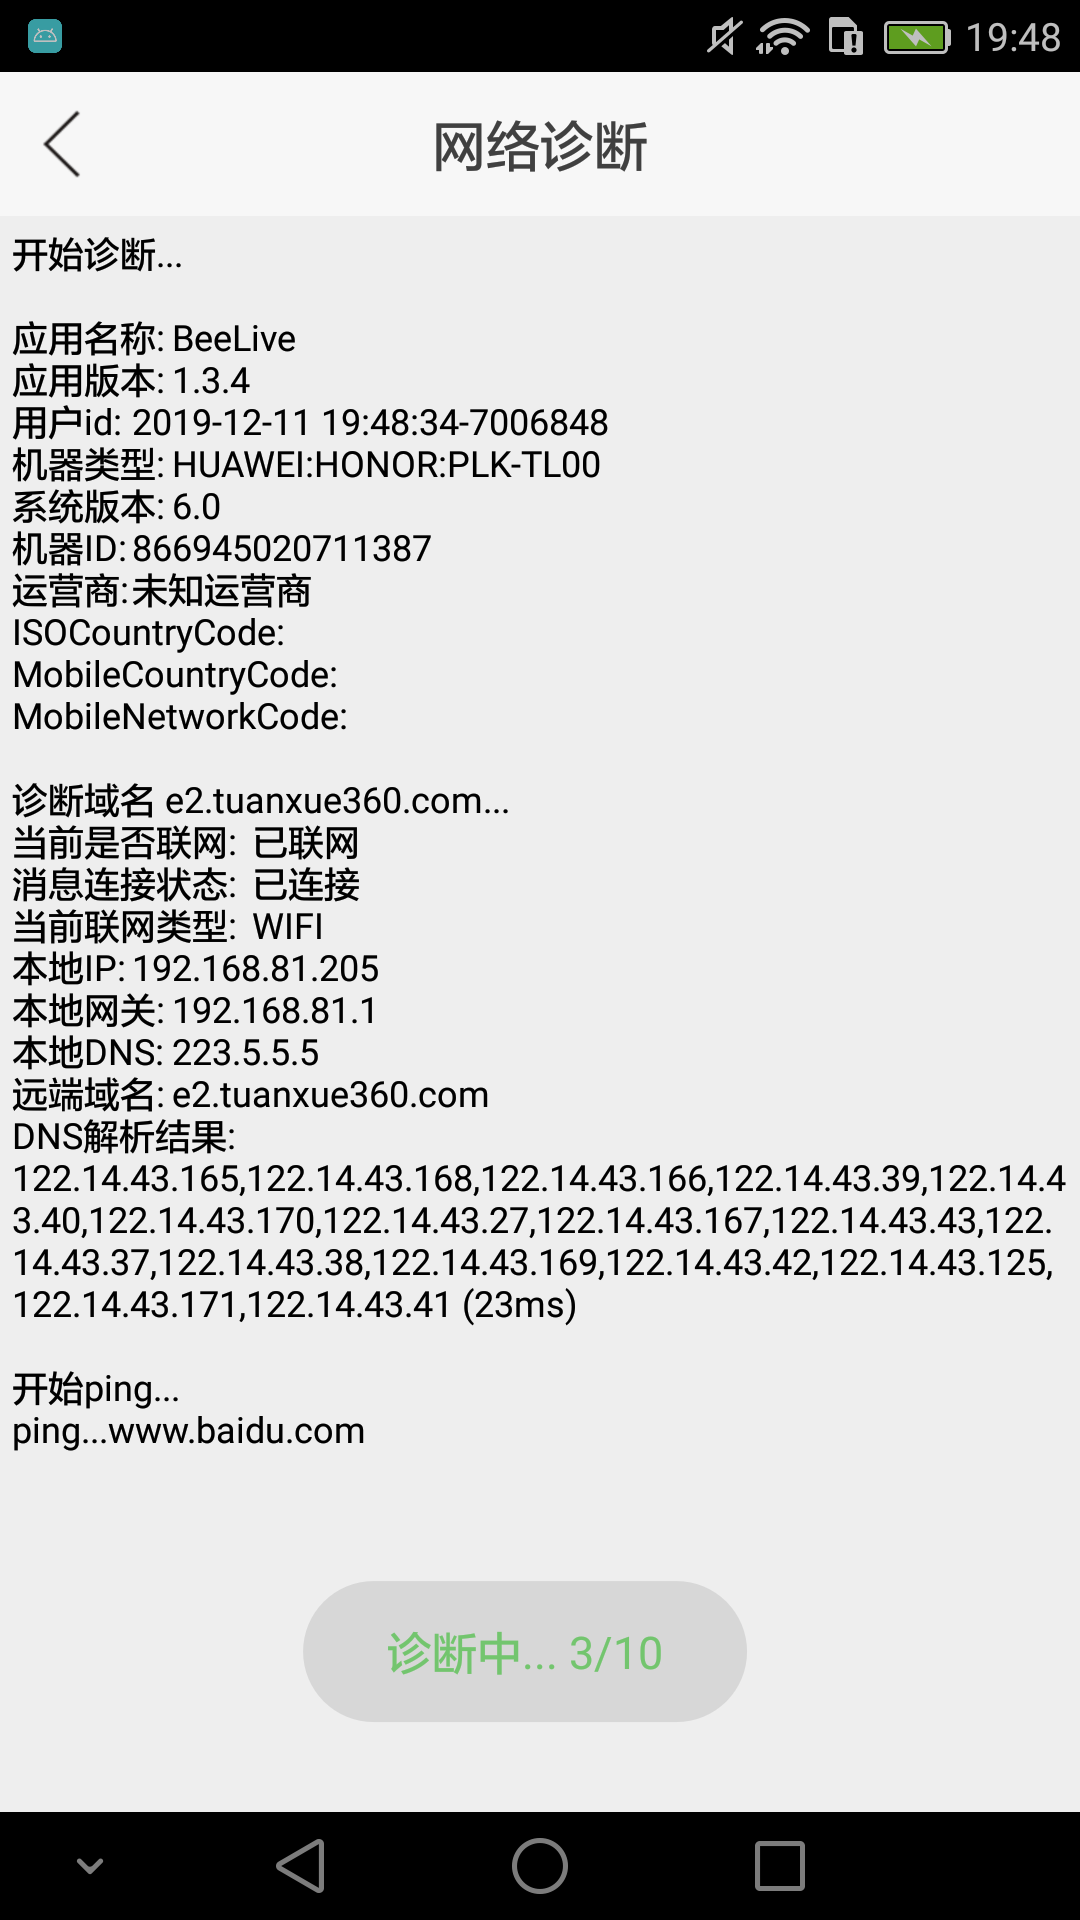 19:48
网络诊断
开始诊断...
应用名称: BeeLive
应用版本: 1.3.4
用户id: 2019-12-11 19:48:34-7006848
机器类型: HUAWEI:HONOR:PLK-TL00
系统版本: 6.0
机器ID: 866945020711387
运营商: 未知运营商
ISOCountryCode:
MobileCountryCode:
MobileNetworkCode:
诊断域名 e2.tuanxue360.com...
当前是否联网: 已联网
消息连接状态: 已连接
当前联网类型: WIFI
本地IP: 192.168.81.205
本地网关: 192.168.81.1
本地DNS: 223.5.5.5
远端域名: e2.tuanxue360.com
DNS解析结果:
122.14.43.165,122.14.43.168,122.14.43.166,122.14.43.39,122.14.4
3.40,122.14.43.170,122.14.43.27,122.14.43.167,122.14.43.43,122.
14.43.37,122.14.43.38,122.14.43.169,122.14.43.42,122.14.43.125,
122.14.43.171,122.14.43.41 (23ms)
开始ping...
ping...www.baidu.com
诊断中... 3/10